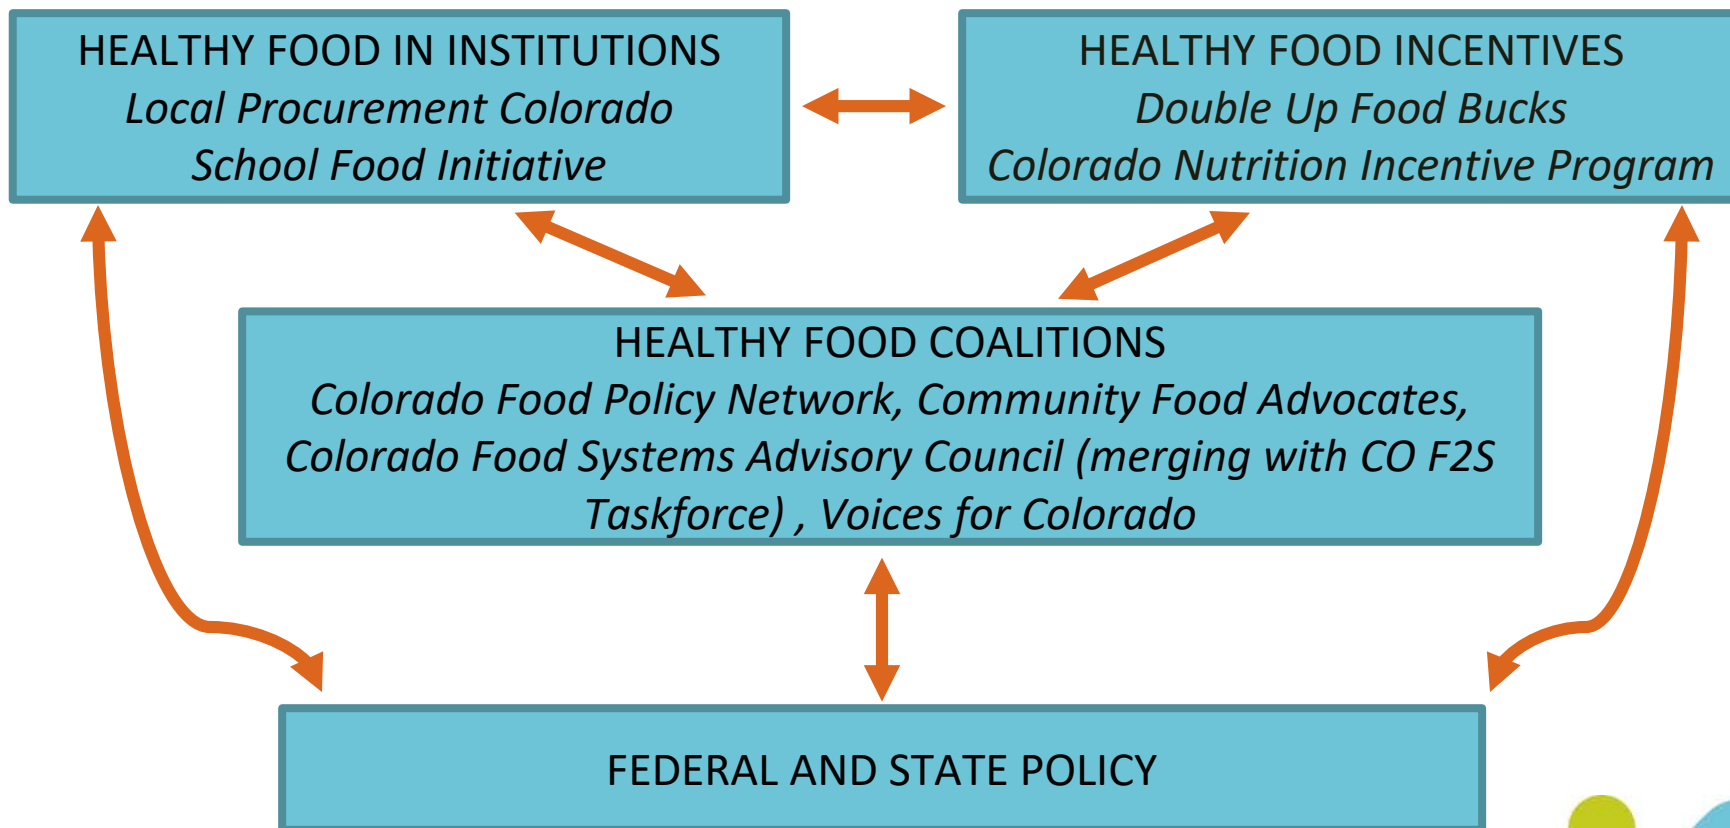 HEALTHY FOOD IN INSTITUTIONS
Local Procurement Colorado
School Food Initiative
HEALTHY FOOD INCENTIVES
Double Up Food Bucks
Colorado Nutrition Incentive Program
HEALTHY FOOD COALITIONS
Colorado Food Policy Network, Community Food Advocates,
Colorado Food Systems Advisory Council (merging with CO F2S
Taskforce) , Voices for Colorado
FEDERAL AND STATE POLICY